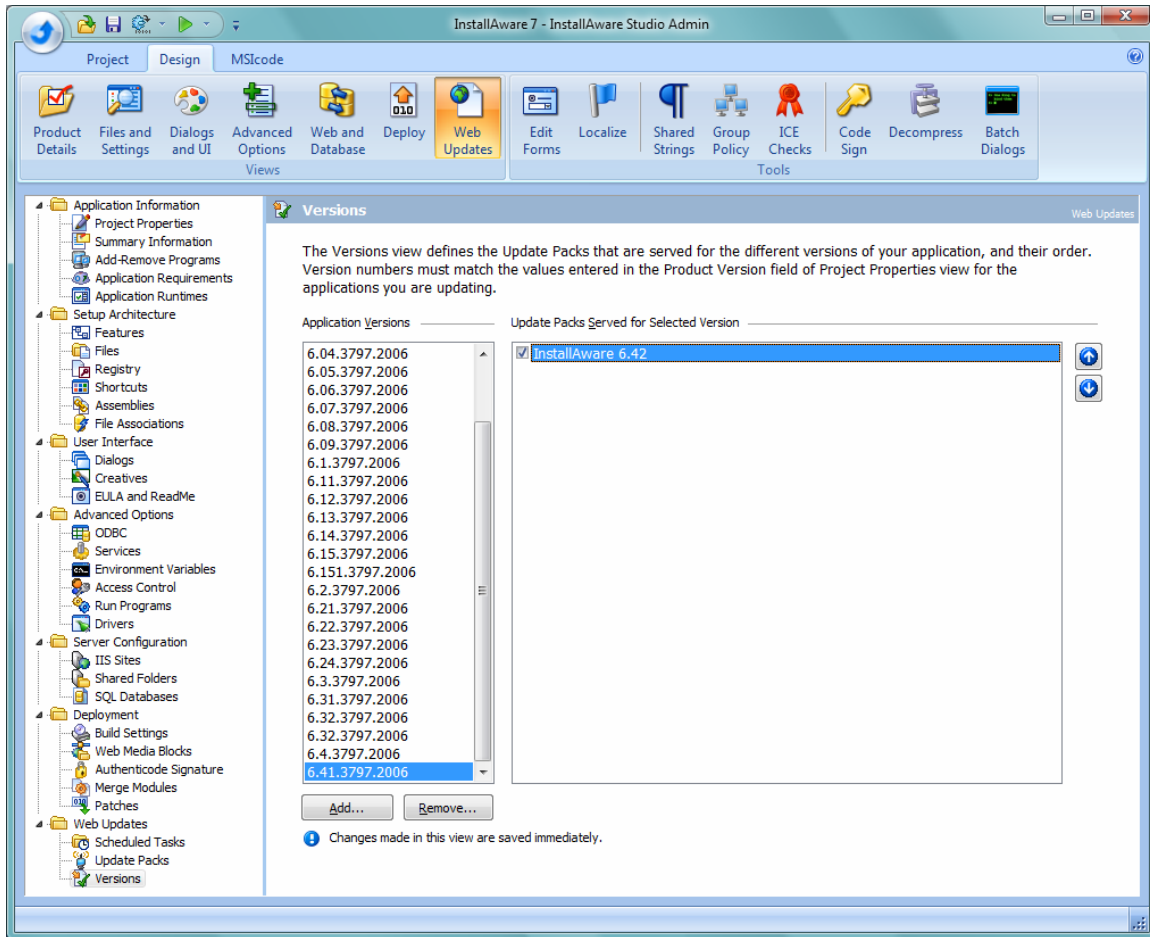 InstallAware 7 - InstallAware Studio Admin
Project Design MSIcode
Product Details
Files and Settings
Dialogs and UI
Advanced Options
Web and Database
Deploy
Web Updates
Edit Forms
Localize
Shared Strings
Group Policy
ICE Checks
Code Sign
Decompress
Batch Dialogs
Views
Tools
Application Information
Project Properties
Summary Information
Add-Remove Programs
Application Requirements
Application Runtimes
Setup Architecture
Features
Files
Registry
Shortcuts
Assemblies
File Associations
User Interface
Dialogs
Creatives
EULA and ReadMe
Advanced Options
ODBC
Services
Environment Variables
Access Control
Run Programs
Drivers
Server Configuration
IIS Sites
Shared Folders
SQL Databases
Deployment
Build Settings
Web Media Blocks
Authenticode Signature
Merge Modules
Patches
Web Updates
Scheduled Tasks
Update Packs
Versions
Versions
Web Updates
The Versions view defines the Update Packs that are served for the different versions of your application, and their order.
Version numbers must match the values entered in the Product Version field of Project Properties view for the
applications you are updating.
Application Versions
6.04.3797.2006
6.05.3797.2006
6.06.3797.2006
6.07.3797.2006
6.08.3797.2006
6.09.3797.2006
6.1.3797.2006
6.11.3797.2006
6.12.3797.2006
6.13.3797.2006
6.14.3797.2006
6.15.3797.2006
6.151.3797.2006
6.2.3797.2006
6.21.3797.2006
6.22.3797.2006
6.23.3797.2006
6.24.3797.2006
6.3.3797.2006
6.31.3797.2006
6.32.3797.2006
6.32.3797.2006
6.4.3797.2006
6.41.3797.2006
Update Packs Served for Selected Version
InstallAware 6.42
Add... Remove...
Changes made in this view are saved immediately.